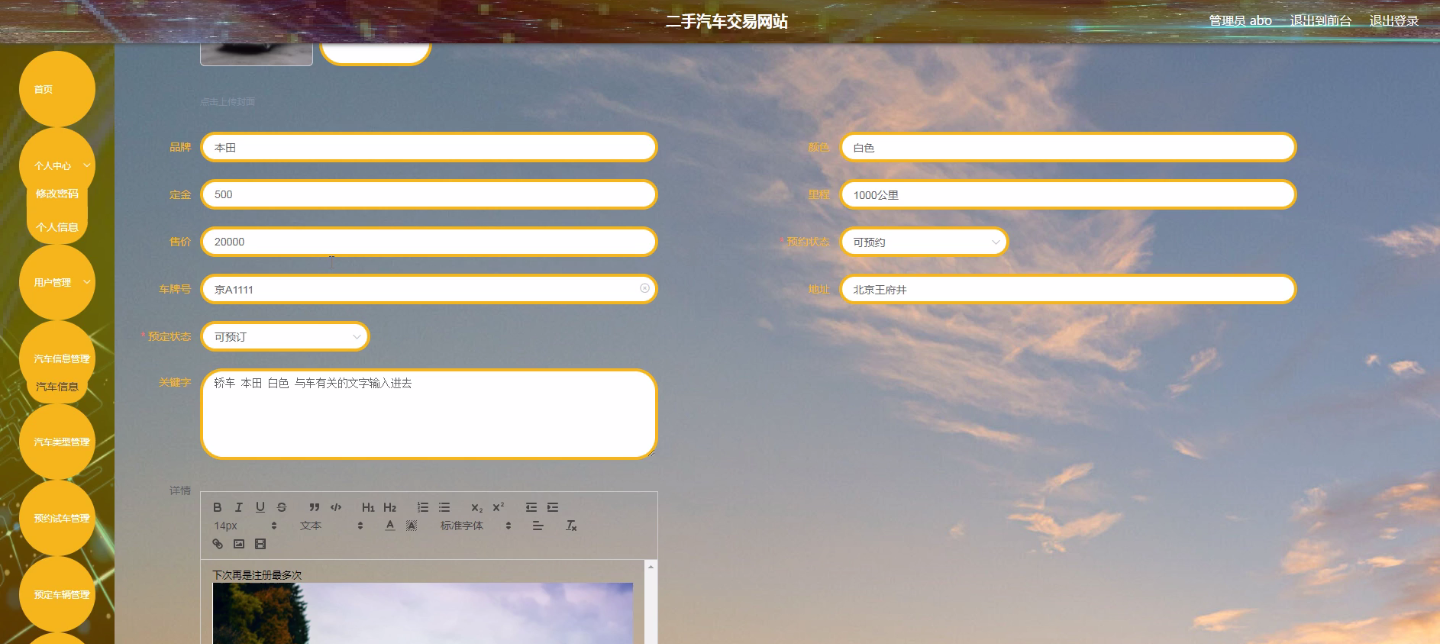 二手汽车交易网站
管理员 abo 退出到前台 退出登录
首页
个人中心
修改密码
个人信息
用户管理
汽车信息管理
汽车信息
汽车类型管理
预约试车管理
预定车辆管理
点击上传封面
品牌 本田
颜色 白色
定金 500
里程 1000公里
售价 20000
* 预约状态 可预约
车牌号 京A1111
地址 北京王府井
* 预定状态 可预订
关键字 轿车 本田 白色 与车有关的文字输入进去
详情
B I U S H1 H2 X2 X2
14px 文本 A A 标准字体 Tx
下次再是注册最多次